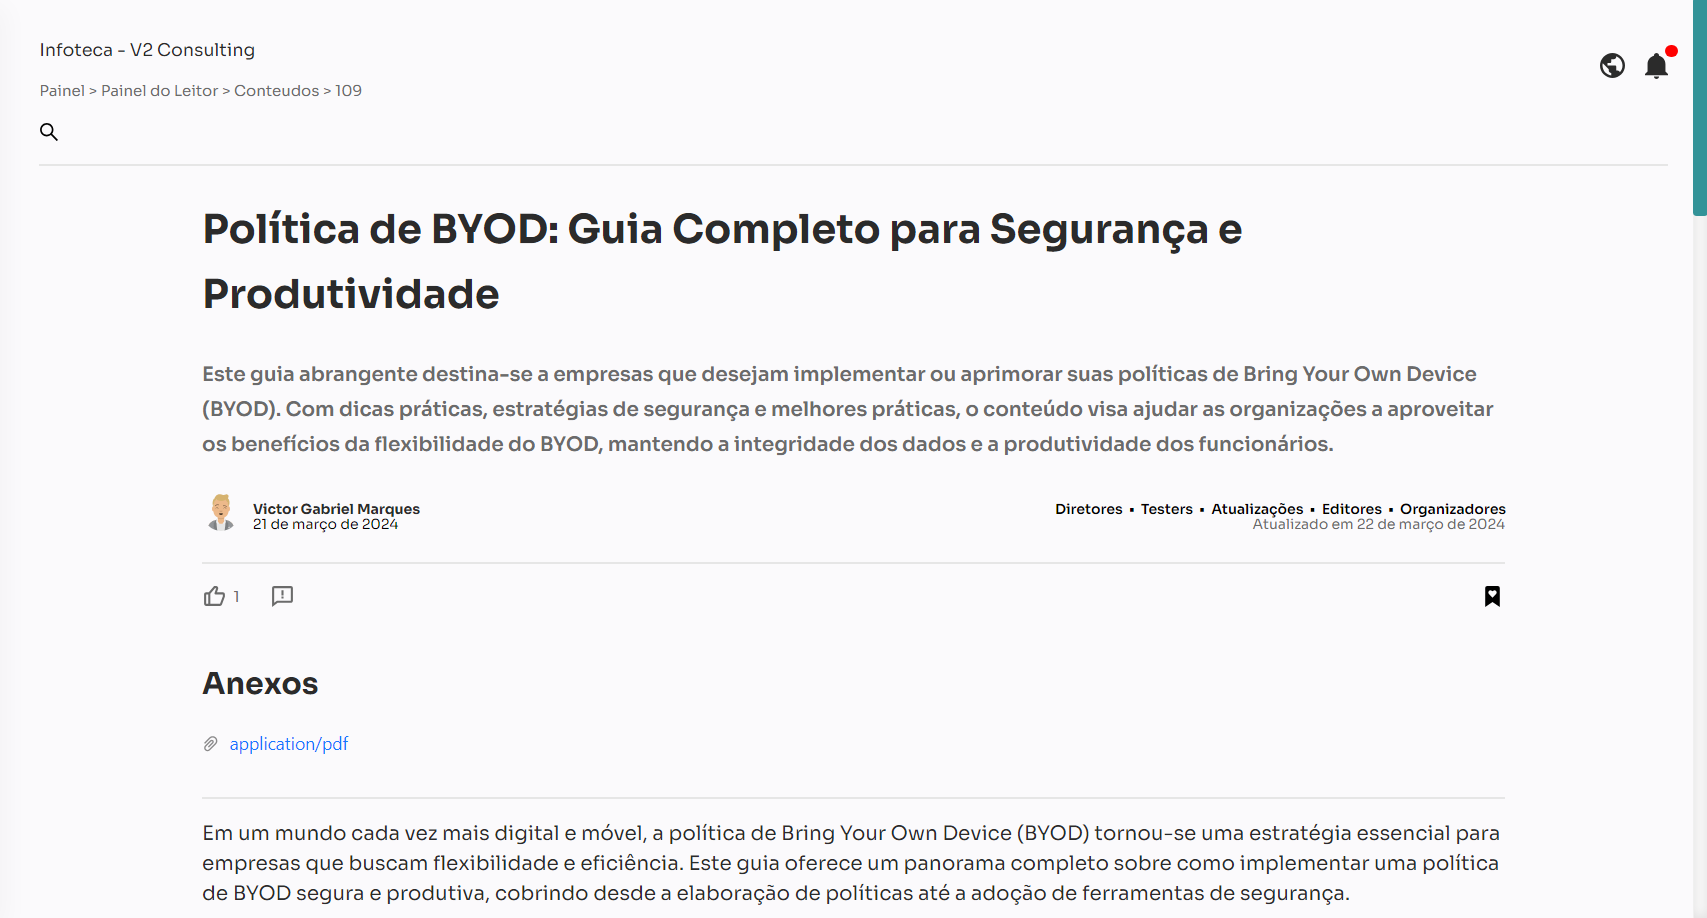 Infoteca - V2 Consulting
Painel > Painel do Leitor > Conteudos > 109
Política de BYOD: Guia Completo para Segurança e
Produtividade
Este guia abrangente destina-se a empresas que desejam implementar ou aprimorar suas políticas de Bring Your Own Device
(BYOD). Com dicas práticas, estratégias de segurança e melhores práticas, o conteúdo visa ajudar as organizações a aproveitar
os benefícios da flexibilidade do BYOD, mantendo a integridade dos dados e a produtividade dos funcionários.
Victor Gabriel Marques
21 de março de 2024
Diretores • Testers • Atualizações • Editores • Organizadores
Atualizado em 22 de março de 2024
1
Anexos
application/pdf
Em um mundo cada vez mais digital e móvel, a política de Bring Your Own Device (BYOD) tornou-se uma estratégia essencial para
empresas que buscam flexibilidade e eficiência. Este guia oferece um panorama completo sobre como implementar uma política
de BYOD segura e produtiva, cobrindo desde a elaboração de políticas até a adoção de ferramentas de segurança.